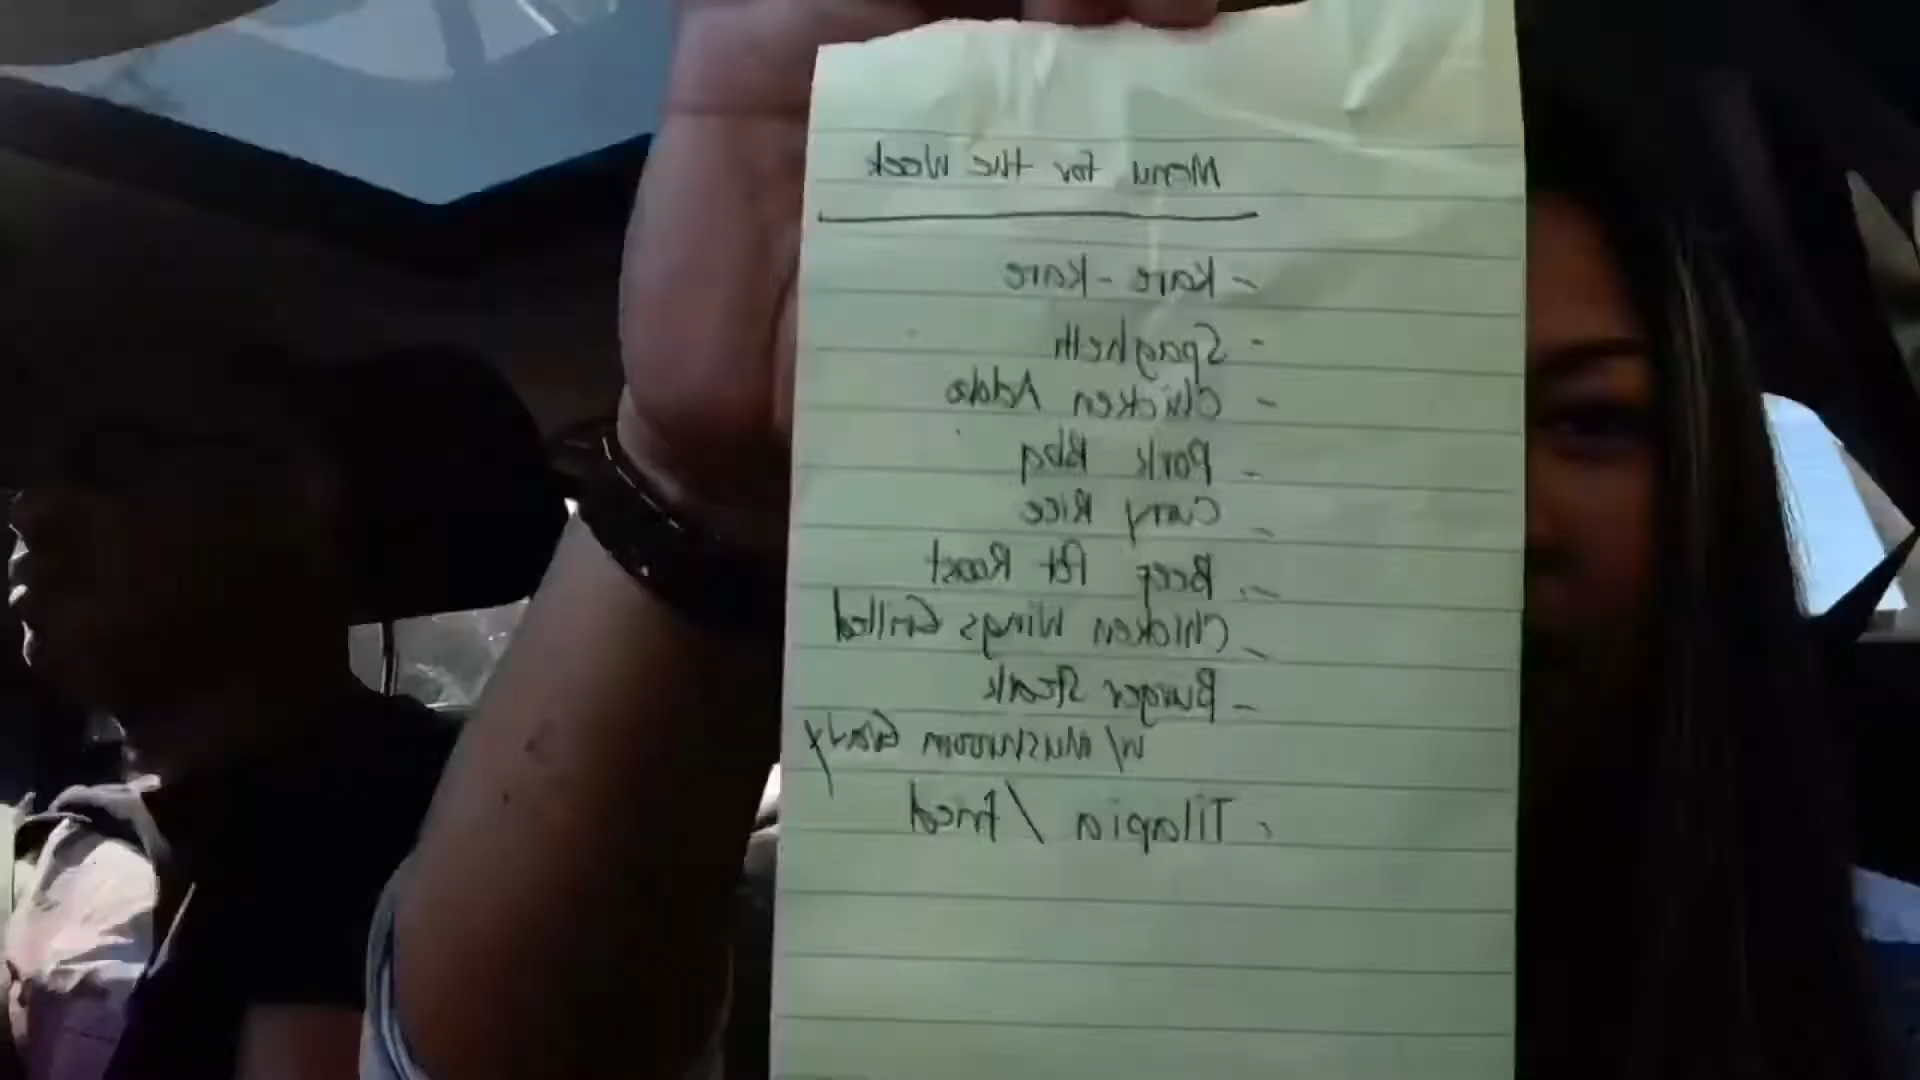 Menu for the Week
- Kare-Kare
- Spaghetti
- Chicken Adobo
- Pork Bbq
- Curry Rice
- Beef Pot Roast
- Chicken Wings Grilled
- Burger Steak
w/ Mushroom Gravy
- Tilapia / fried